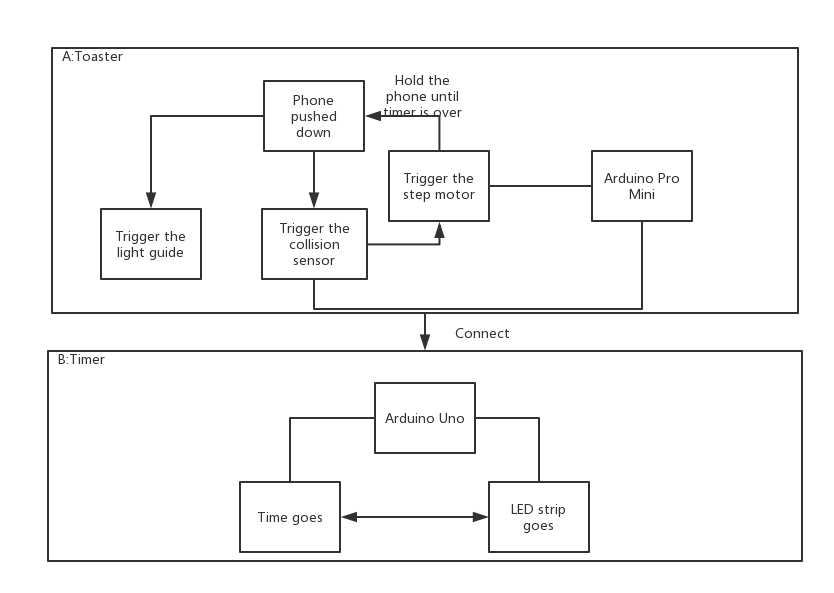 A:Toaster
Hold the
phone until
timer is over
Phone
pushed
down
Trigger the
step motor
Arduino Pro
Mini
Trigger the
light guide
Trigger the
collision
sensor
Connect
B:Timer
Arduino Uno
Time goes
LED strip
goes